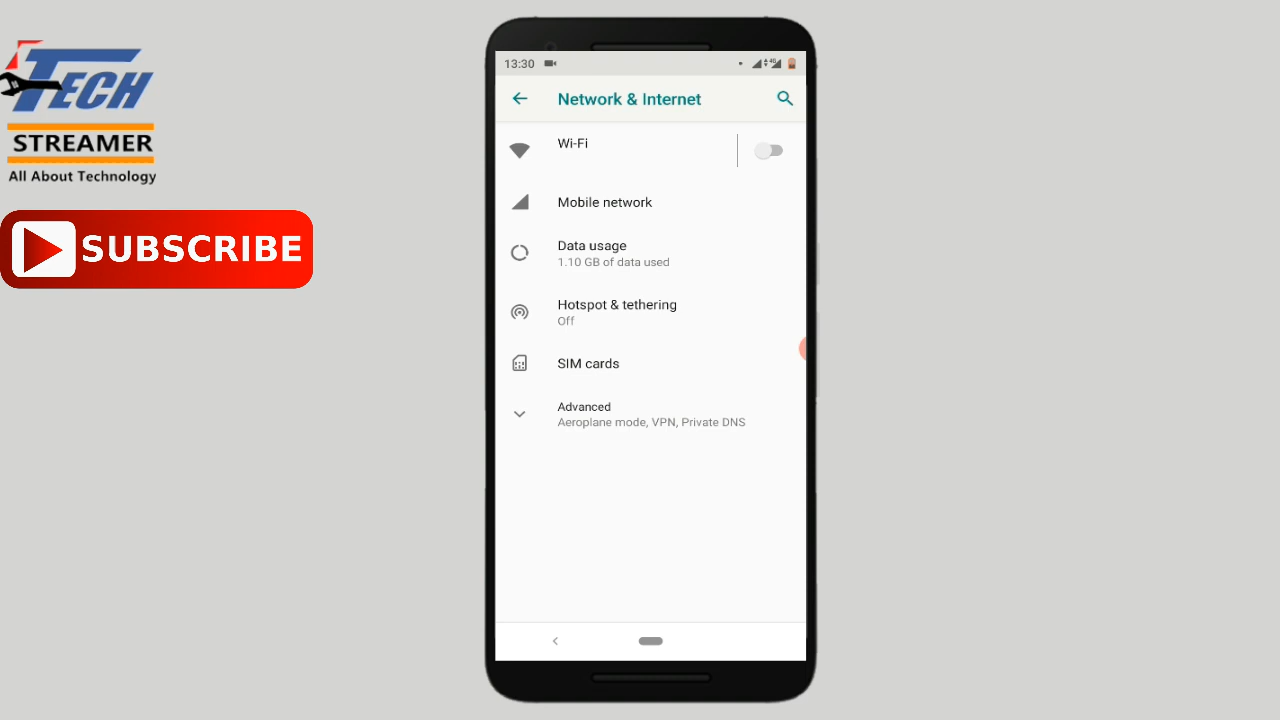 TECH
STREAMER
All About Technology
SUBSCRIBE
13:30
4G
Network & Internet
Wi-Fi
Mobile network
Data usage
1.10 GB of data used
Hotspot & tethering
Off
SIM cards
Advanced
Aeroplane mode, VPN, Private DNS